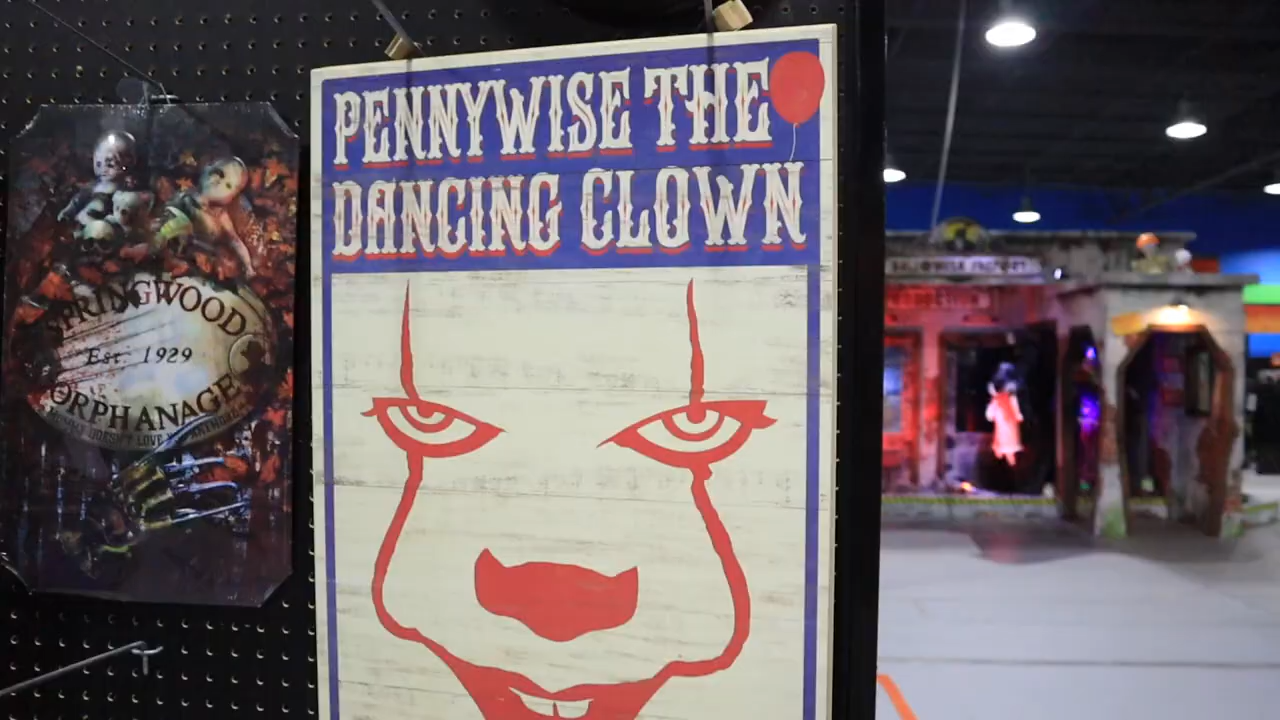 PENNYWISE THE
DANCING CLOWN
SPRINGWOOD
Est. 1929
ORPHANAGE